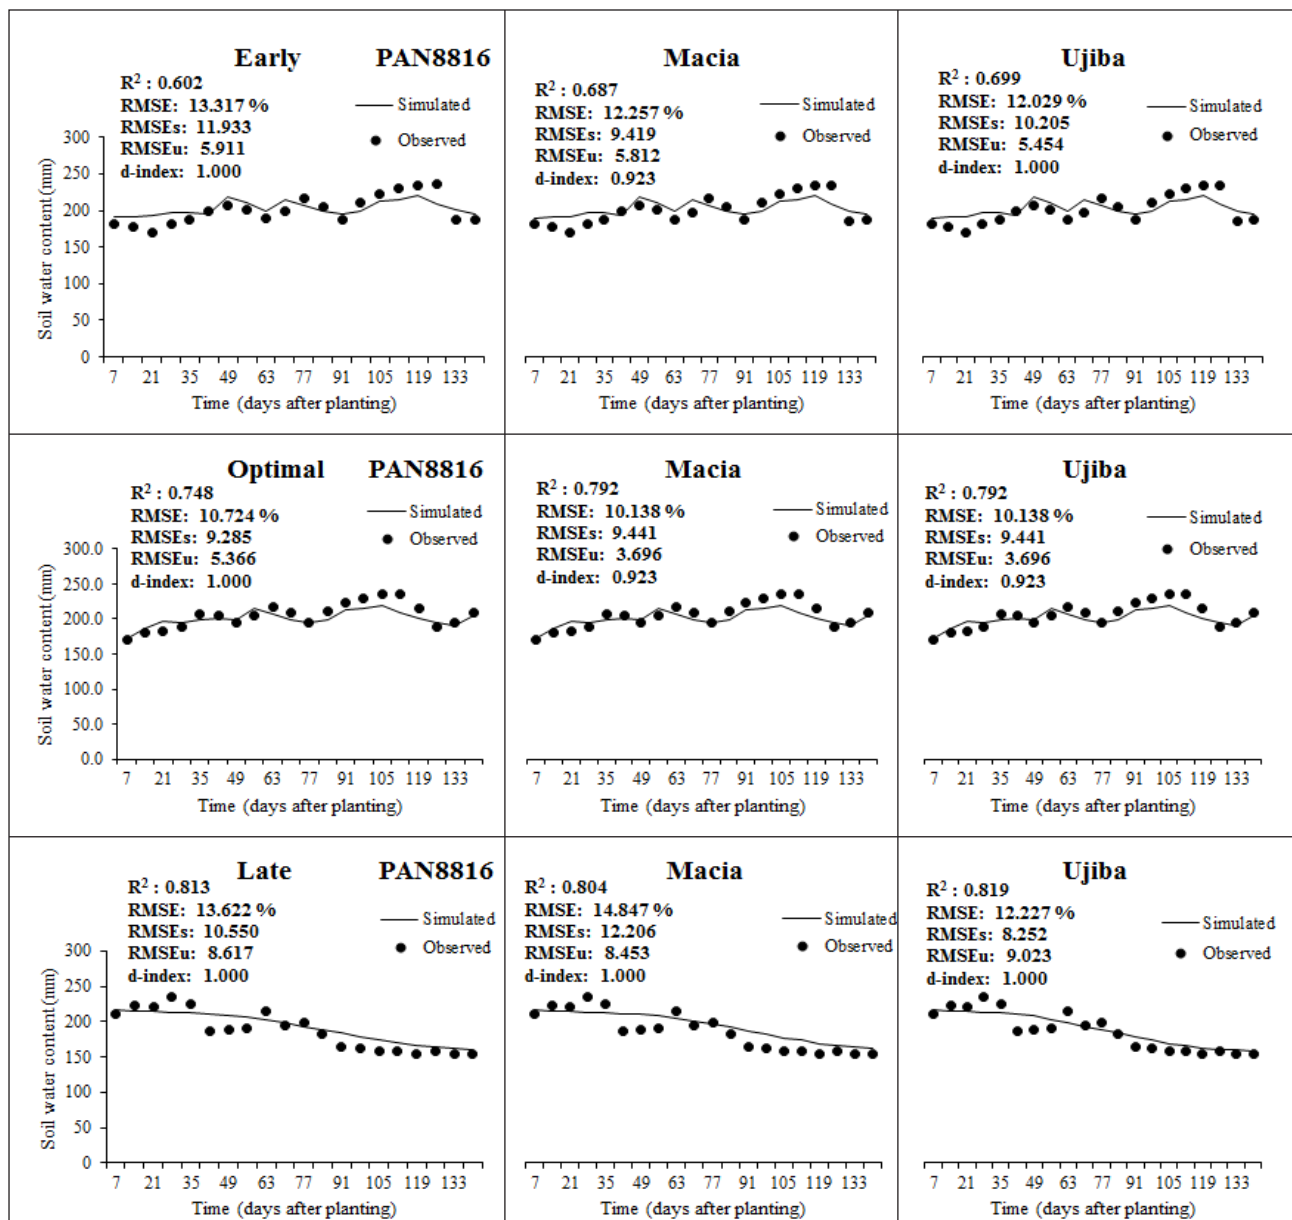 Early PAN8816
R2 : 0.602
RMSE: 13.317 %
RMSEs: 11.933
RMSEu: 5.911
d-index: 1.000
Simulated
Observed
Soil water content (mm)
300
250
200
150
100
50
0
7 21 35 49 63 77 91 105 119 133
Time (days after planting)
Macia
R2 : 0.687
RMSE: 12.257 %
RMSEs: 9.419
RMSEu: 5.812
d-index: 0.923
Simulated
Observed
7 21 35 49 63 77 91 105 119 133
Time (days after planting)
Ujiba
R2 : 0.699
RMSE: 12.029 %
RMSEs: 10.205
RMSEu: 5.454
d-index: 1.000
Simulated
Observed
7 21 35 49 63 77 91 105 119 133
Time (days after planting)
Optimal PAN8816
R2 : 0.748
RMSE: 10.724 %
RMSEs: 9.285
RMSEu: 5.366
d-index: 1.000
Simulated
Observed
Soil water content (mm)
300.0
250.0
200.0
150.0
100.0
50.0
0.0
7 21 35 49 63 77 91 105 119 133
Time (days after planting)
Macia
R2 : 0.792
RMSE: 10.138 %
RMSEs: 9.441
RMSEu: 3.696
d-index: 0.923
Simulated
Observed
7 21 35 49 63 77 91 105 119 133
Time (days after planting)
Ujiba
R2 : 0.792
RMSE: 10.138 %
RMSEs: 9.441
RMSEu: 3.696
d-index: 0.923
Simulated
Observed
7 21 35 49 63 77 91 105 119 133
Time (days after planting)
Late PAN8816
R2 : 0.813
RMSE: 13.622 %
RMSEs: 10.550
RMSEu: 8.617
d-index: 1.000
Simulated
Observed
Soil water content (mm)
300
250
200
150
100
50
0
7 21 35 49 63 77 91 105 119 133
Time (days after planting)
Macia
R2 : 0.804
RMSE: 14.847 %
RMSEs: 12.206
RMSEu: 8.453
d-index: 1.000
Simulated
Observed
7 21 35 49 63 77 91 105 119 133
Time (days after planting)
Ujiba
R2 : 0.819
RMSE: 12.227 %
RMSEs: 8.252
RMSEu: 9.023
d-index: 1.000
Simulated
Observed
7 21 35 49 63 77 91 105 119 133
Time (days after planting)